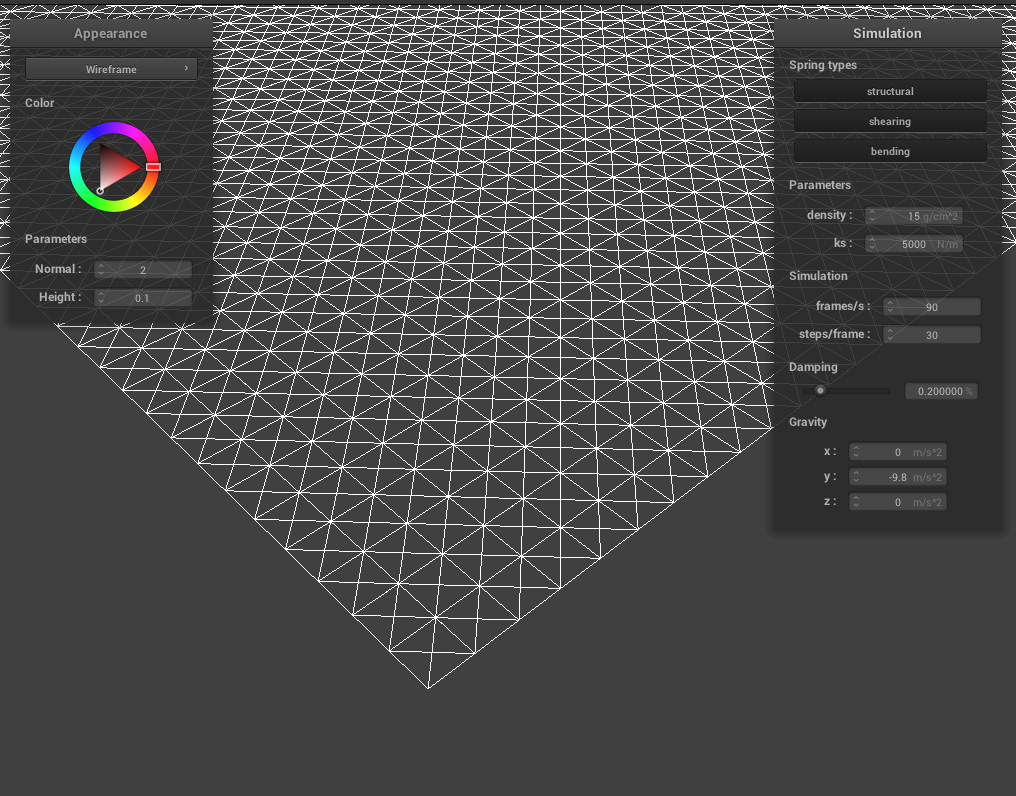 Appearance
Wireframe
Color
Parameters
Normal : 2
Height : 0.1
Simulation
Spring types
structural
shearing
bending
Parameters
density : 15 g/cm^2
ks : 5000 N/m
Simulation
frames/s : 90
steps/frame : 30
Damping
0.200000 %
Gravity
x : 0 m/s^2
y : -9.8 m/s^2
z : 0 m/s^2